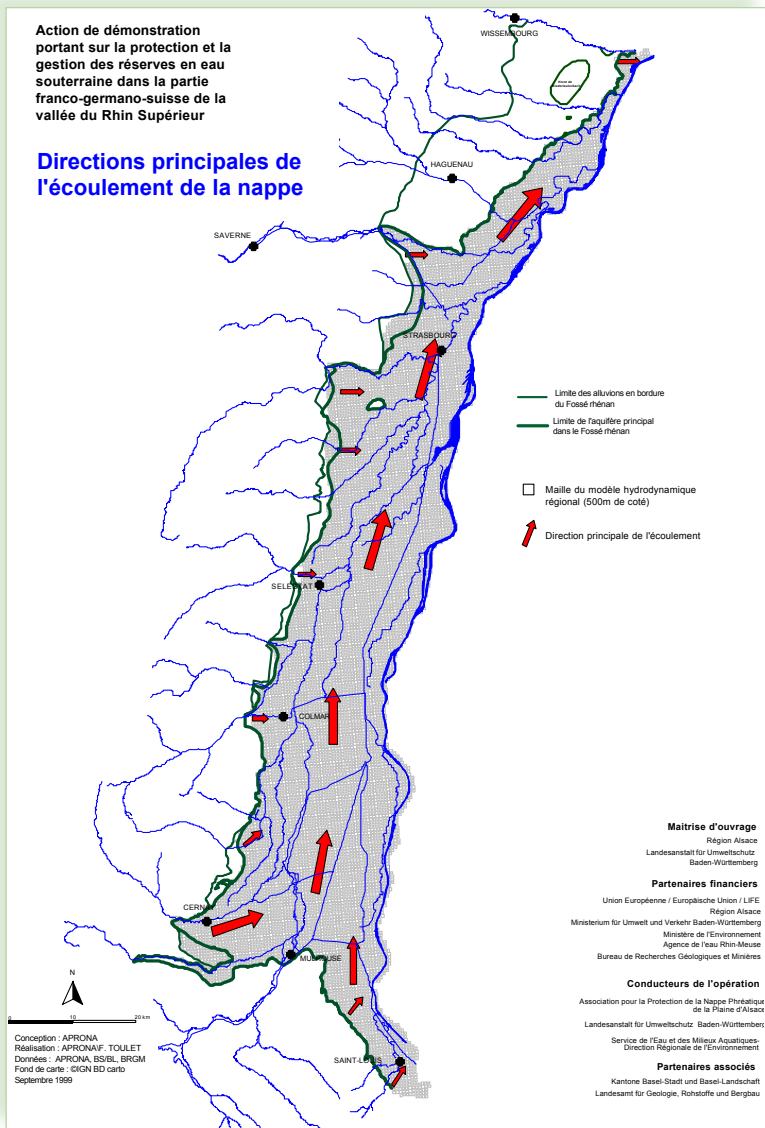 Action de démonstration
portant sur la protection et la
gestion des réserves en eau
souterraine dans la partie
franco-germano-suisse de la
vallée du Rhin Supérieur
Directions principales de
l'écoulement de la nappe
WISSEMBOURG
HAGUENAU
SAVERNE
STRASBOURG
Limite des alluvions en bordure
du Fossé rhénan
Limite de l'aquifère principal
dans le Fossé rhénan
Maille du modèle hydrodynamique
régional (500m de coté)
Direction principale de l'écoulement
SELESTAT
COLMAR
CERNAY
MULHOUSE
SAINT-LOUIS
N
0 10 20 km
Conception : APRONA
Réalisation : APRONA\F. TOULET
Données : APRONA, BS/BL, BRGM
Fond de carte : ©IGN BD carto
Septembre 1999
Maitrise d'ouvrage
Région Alsace
Landesanstalt für Umweltschutz
Baden-Württemberg
Partenaires financiers
Union Européenne / Europäische Union / LIFE
Région Alsace
Ministerium für Umwelt und Verkehr Baden-Württemberg
Ministère de l'Environnement
Agence de l'eau Rhin-Meuse
Bureau de Recherches Géologiques et Minières
Conducteurs de l'opération
Association pour la Protection de la Nappe Phréatique
de la Plaine d'Alsace
Landesanstalt für Umweltschutz Baden-Württemberg
Service de l'Eau et des Milieux Aquatiques-
Direction Régionale de l'Environnement
Partenaires associés
Kantone Basel-Stadt und Basel-Landschaft
Landesamt für Geologie, Rohstoffe und Bergbau